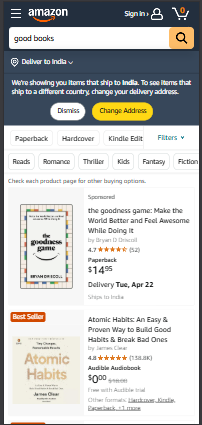 amazon
Sign in ›
0
good books
Deliver to India
We're showing you items that ship to India. To see items that
ship to a different country, change your delivery address.
Dismiss
Change Address
Paperback
Hardcover
Kindle Edit
Filters
Reads
Romance
Thriller
Kids
Fantasy
Fiction
Check each product page for other buying options.
the
goodness
game
BRYAN DRISCOLL
Sponsored
the goodness game: Make the
World Better and Feel Awesome
While Doing It
by Bryan D Driscoll
4.7 (52)
Paperback
$14.95
Delivery Tue, Apr 22
Ships to India
Best Seller
Atomic
Habits
James Clear
Atomic Habits: An Easy &
Proven Way to Build Good
Habits & Break Bad Ones
by James Clear
4.8 (138.8K)
Audible Audiobook
$0.00 $18.00
Free with Audible trial
Other formats: Hardcover, Kindle,
Paperback, +1 more